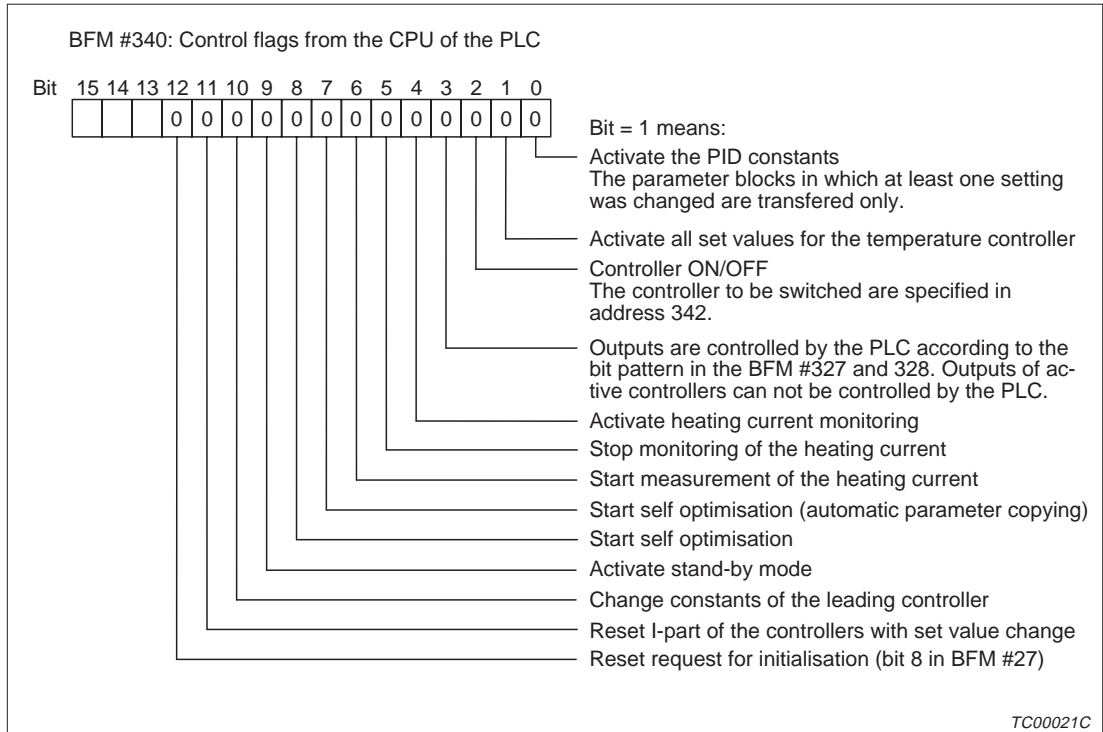 BFM #340: Control flags from the CPU of the PLC
Bit 15 14 13 12 11 10 9 8 7 6 5 4 3 2 1 0
0 0 0 0 0 0 0 0 0 0 0 0 0
Bit = 1 means:
Activate the PID constants
The parameter blocks in which at least one setting
was changed are transfered only.
Activate all set values for the temperature controller
Controller ON/OFF
The controller to be switched are specified in
address 342.
Outputs are controlled by the PLC according to the
bit pattern in the BFM #327 and 328. Outputs of ac-
tive controllers can not be controlled by the PLC.
Activate heating current monitoring
Stop monitoring of the heating current
Start measurement of the heating current
Start self optimisation (automatic parameter copying)
Start self optimisation
Activate stand-by mode
Change constants of the leading controller
Reset I-part of the controllers with set value change
Reset request for initialisation (bit 8 in BFM #27)
TC00021C